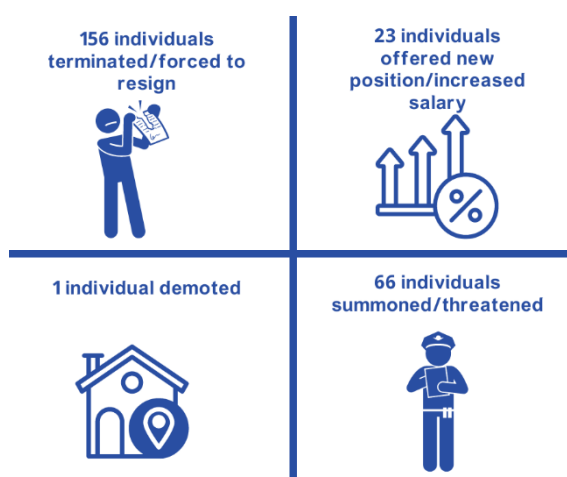 156 individuals
terminated/forced to
resign
23 individuals
offered new
position/increased
salary
%
1 individual demoted
66 individuals
summoned/threatened